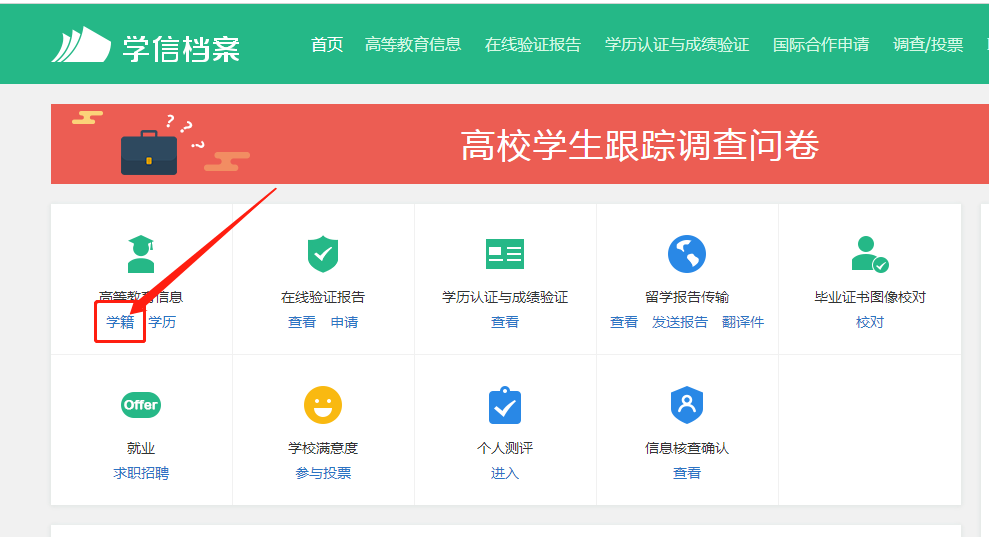 学信档案
首页 高等教育信息 在线验证报告 学历认证与成绩验证 国际合作申请 调查/投票
? ? ?
高校学生跟踪调查问卷
高等教育信息 在线验证报告 学历认证与成绩验证 留学报告传输 毕业证书图像校对
学籍 学历 查看 申请 查看 查看 发送报告 翻译件 校对
Offer
就业 学校满意度 个人测评 信息核查确认
求职招聘 参与投票 进入 查看